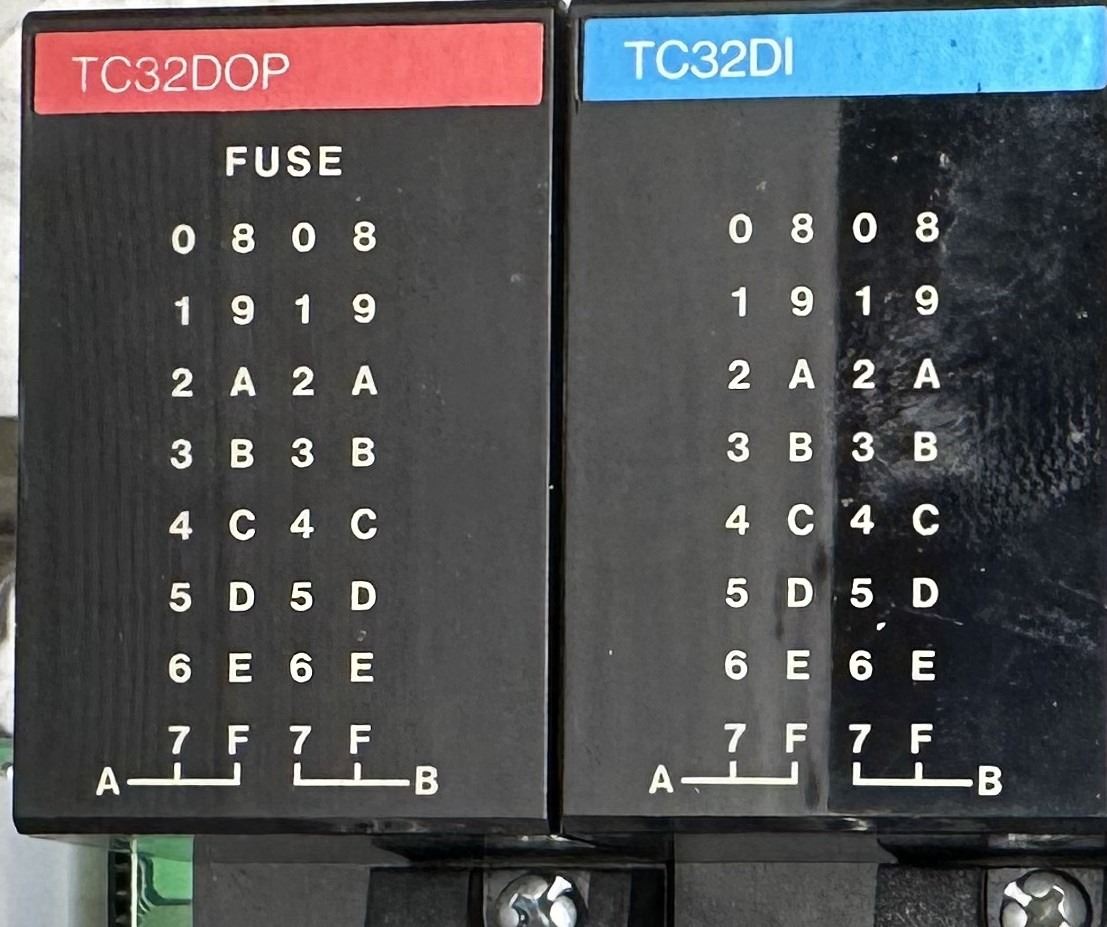 TC32DOP
FUSE
0 8 0 8
1 9 1 9
2 A 2 A
3 B 3 B
4 C 4 C
5 D 5 D
6 E 6 E
7 F 7 F
A B
TC32DI
0 8 0 8
1 9 1 9
2 A 2 A
3 B 3 B
4 C 4 C
5 D 5 D
6 E 6 E
7 F 7 F
A B